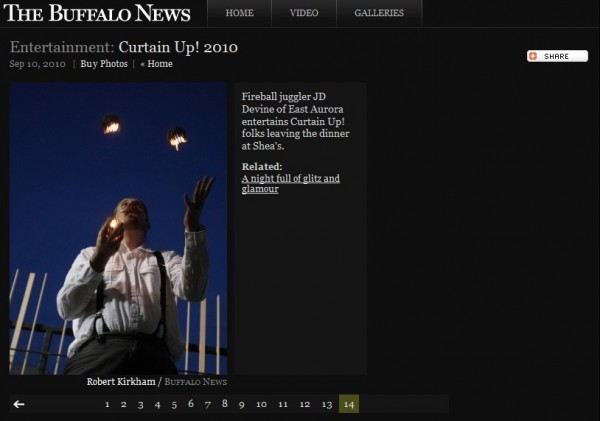 THE BUFFALO NEWS
HOME
VIDEO
GALLERIES
Entertainment: Curtain Up! 2010
Sep 10, 2010 | Buy Photos | « Home
SHARE
Fireball juggler JD
Devine of East Aurora
entertains Curtain Up!
folks leaving the dinner
at Shea's.
Related:
A night full of glitz and
glamour
Robert Kirkham / BUFFALO NEWS
1 2 3 4 5 6 7 8 9 10 11 12 13 14